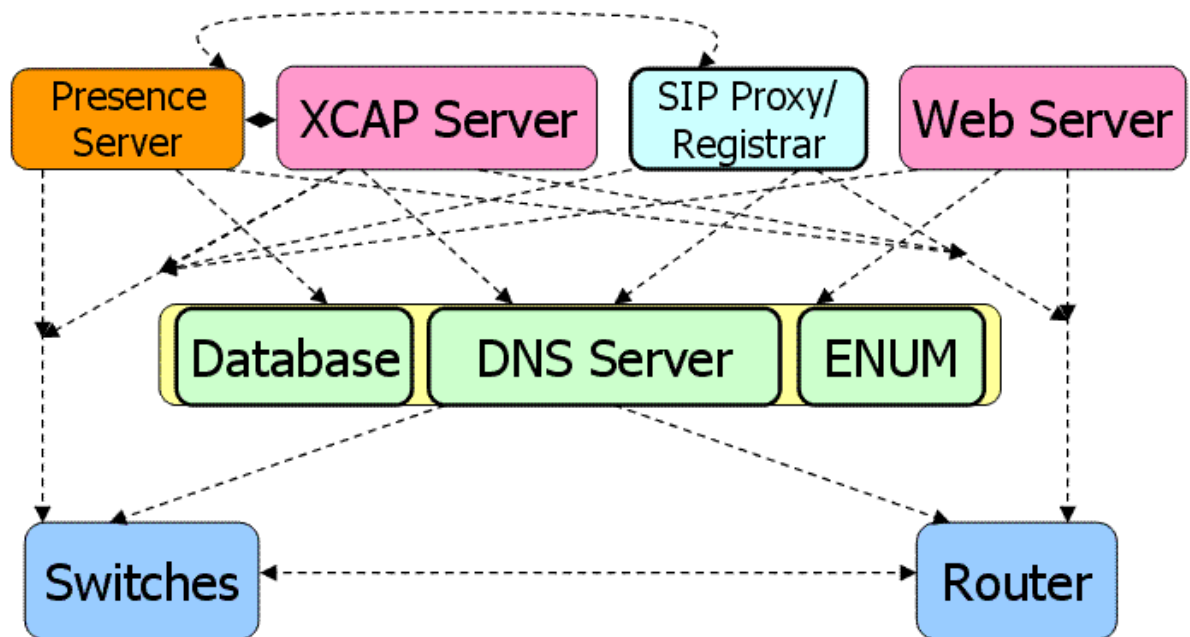 Presence
Server
XCAP Server
SIP Proxy/
Registrar
Web Server
Database
DNS Server
ENUM
Switches
Router